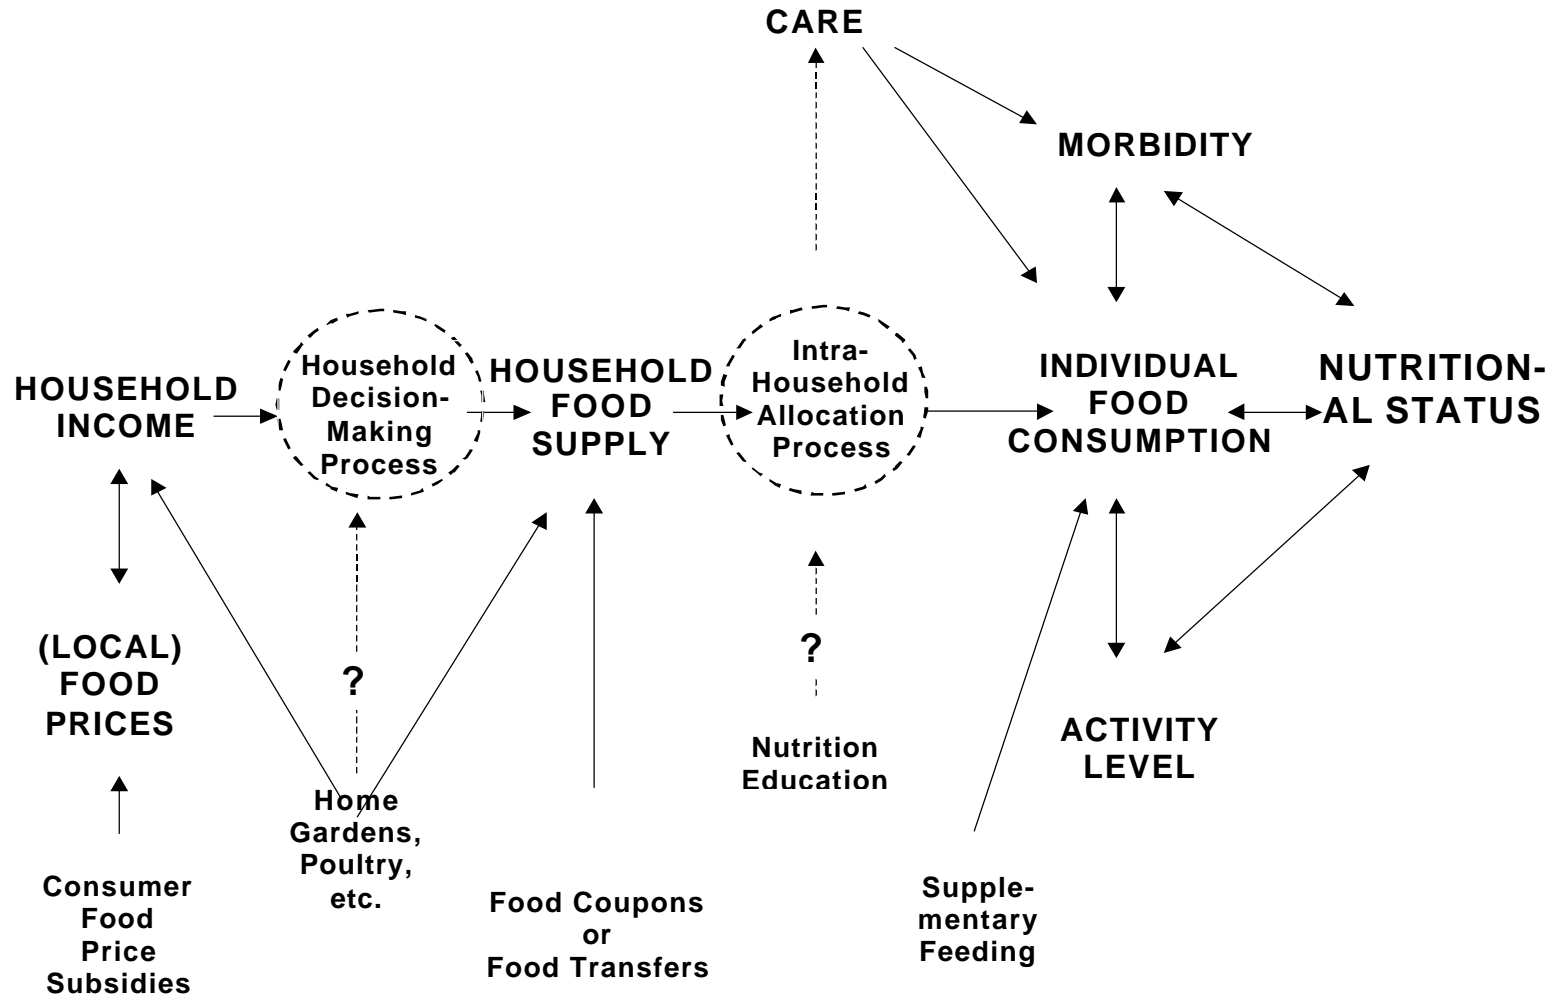 CARE
MORBIDITY
HOUSEHOLD
INCOME
Household
Decision-
Making
Process
HOUSEHOLD
FOOD
SUPPLY
Intra-
Household
Allocation
Process
INDIVIDUAL
FOOD
CONSUMPTION
NUTRITION-
AL STATUS
(LOCAL)
FOOD
PRICES
?
?
Nutrition
Education
ACTIVITY
LEVEL
Home
Gardens,
Poultry,
etc.
Consumer
Food
Price
Subsidies
Food Coupons
or
Food Transfers
Supple-
mentary
Feeding